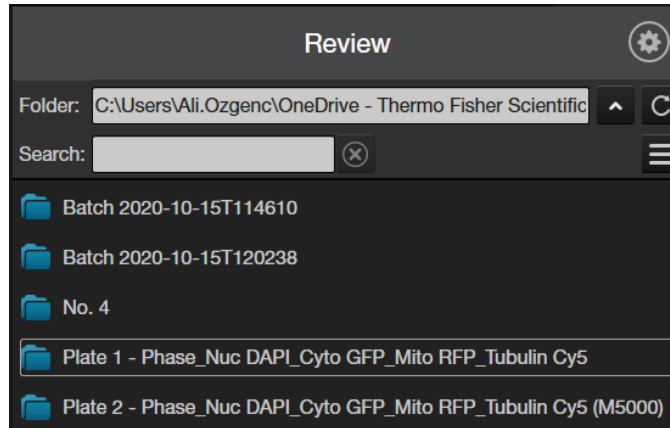 Review
Folder: C:\Users\Ali.Ozgenc\OneDrive - Thermo Fisher Scientific
Search:
Batch 2020-10-15T114610
Batch 2020-10-15T120238
No. 4
Plate 1 - Phase_Nuc DAPI_Cyto GFP_Mito RFP_Tubulin Cy5
Plate 2 - Phase_Nuc DAPI_Cyto GFP_Mito RFP_Tubulin Cy5 (M5000)